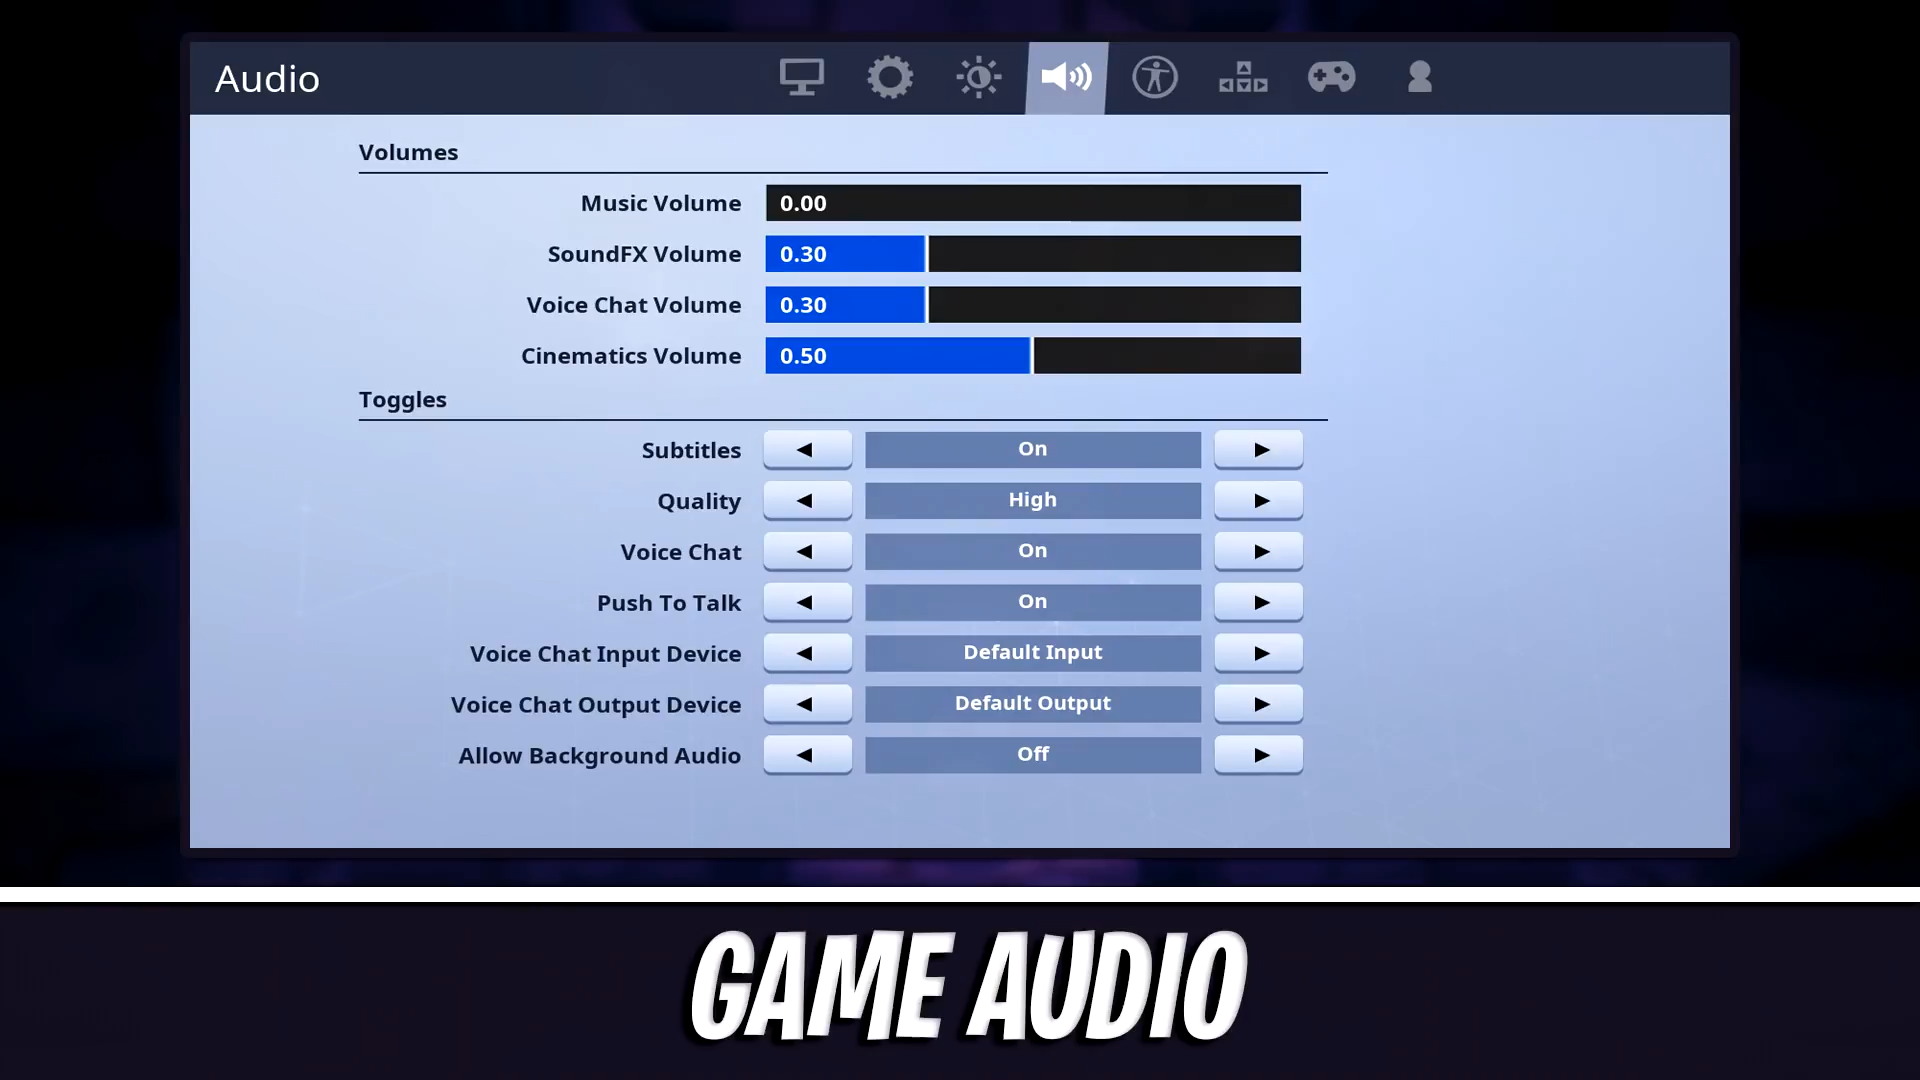 Audio
Volumes
Music Volume 0.00
SoundFX Volume 0.30
Voice Chat Volume 0.30
Cinematics Volume 0.50
Toggles
Subtitles On
Quality High
Voice Chat On
Push To Talk On
Voice Chat Input Device Default Input
Voice Chat Output Device Default Output
Allow Background Audio Off
GAME AUDIO